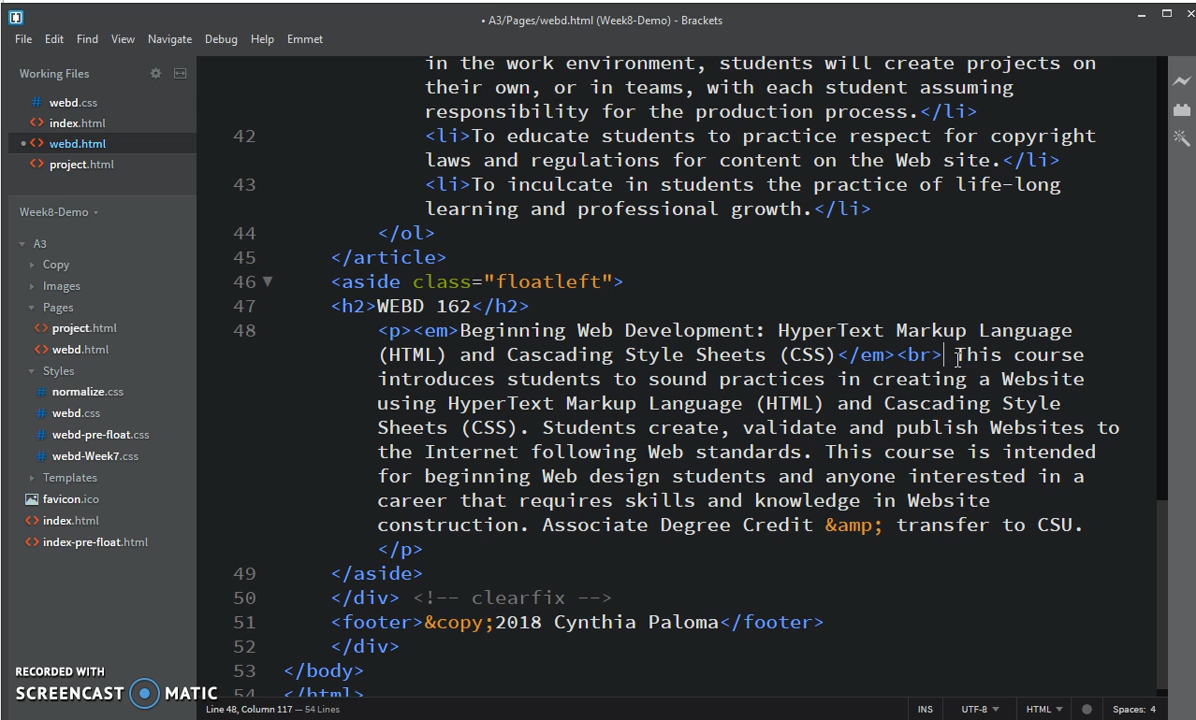 • A3/Pages/webd.html (Week8-Demo) - Brackets
File Edit Find View Navigate Debug Help Emmet
Working Files
# webd.css
<> index.html
• <> webd.html
<> project.html
Week8-Demo
A3
Copy
Images
Pages
<> project.html
<> webd.html
Styles
# normalize.css
# webd.css
# webd-pre-float.css
# webd-Week7.css
Templates
favicon.ico
<> index.html
<> index-pre-float.html
in the work environment, students will create projects on
their own, or in teams, with each student assuming
responsibility for the production process.</li>
42 <li>To educate students to practice respect for copyright
laws and regulations for content on the Web site.</li>
43 <li>To inculcate in students the practice of life-long
learning and professional growth.</li>
44 </ol>
45 </article>
46 <aside class="floatleft">
47 <h2>WEBD 162</h2>
48 <p><em>Beginning Web Development: HyperText Markup Language
(HTML) and Cascading Style Sheets (CSS)</em><br> This course
introduces students to sound practices in creating a Website
using HyperText Markup Language (HTML) and Cascading Style
Sheets (CSS). Students create, validate and publish Websites to
the Internet following Web standards. This course is intended
for beginning Web design students and anyone interested in a
career that requires skills and knowledge in Website
construction. Associate Degree Credit &amp; transfer to CSU.
</p>
49 </aside>
50 </div> <!-- clearfix -->
51 <footer>&copy;2018 Cynthia Paloma</footer>
52 </div>
53 </body>
54 </html>
RECORDED WITH
SCREENCAST MATIC
Line 48, Column 117 — 54 Lines
INS UTF-8 HTML Spaces: 4